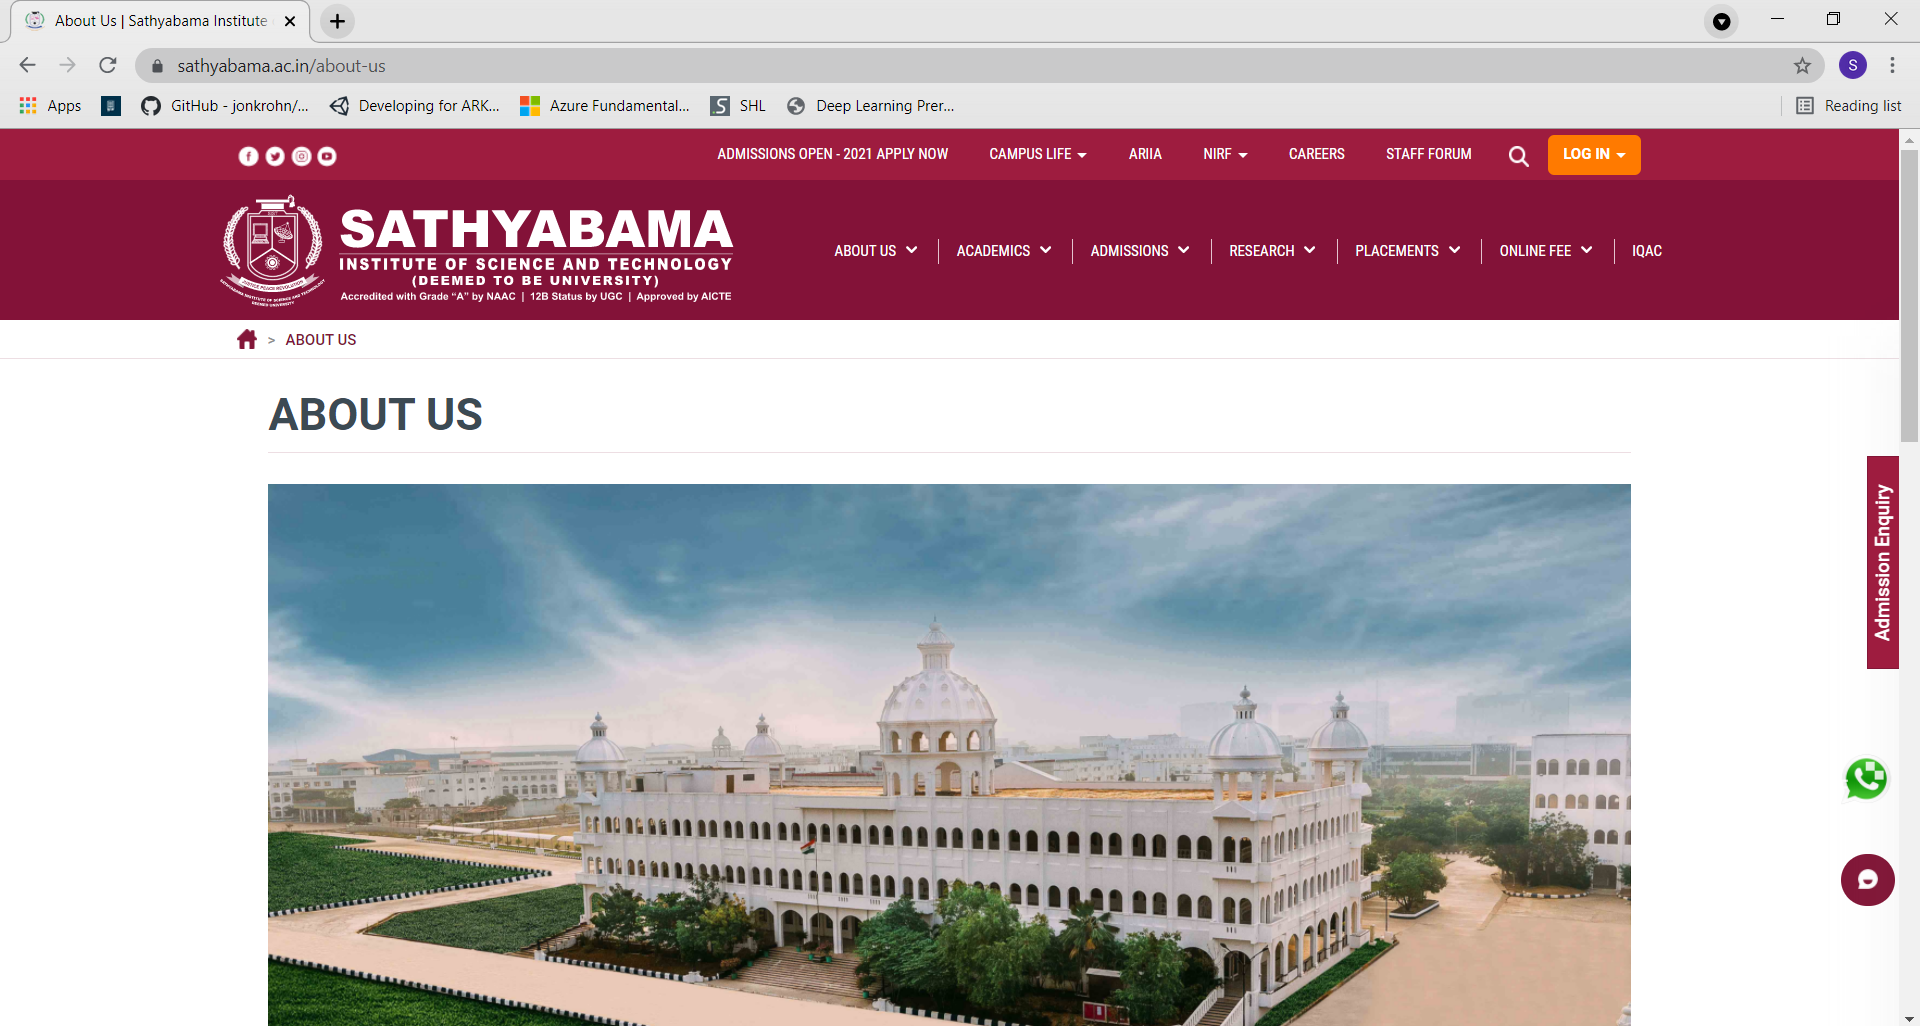 About Us | Sathyabama Institute
sathyabama.ac.in/about-us
Apps
GitHub - jonkrohn/...
Developing for ARK...
Azure Fundamental...
SHL
Deep Learning Prer...
Reading list
S
ADMISSIONS OPEN - 2021 APPLY NOW
CAMPUS LIFE
ARIIA
NIRF
CAREERS
STAFF FORUM
LOG IN
SATHYABAMA
INSTITUTE OF SCIENCE AND TECHNOLOGY
(DEEMED TO BE UNIVERSITY)
Accredited with Grade “A” by NAAC | 12B Status by UGC | Approved by AICTE
ABOUT US
ACADEMICS
ADMISSIONS
RESEARCH
PLACEMENTS
ONLINE FEE
IQAC
> ABOUT US
ABOUT US
Admission Enquiry